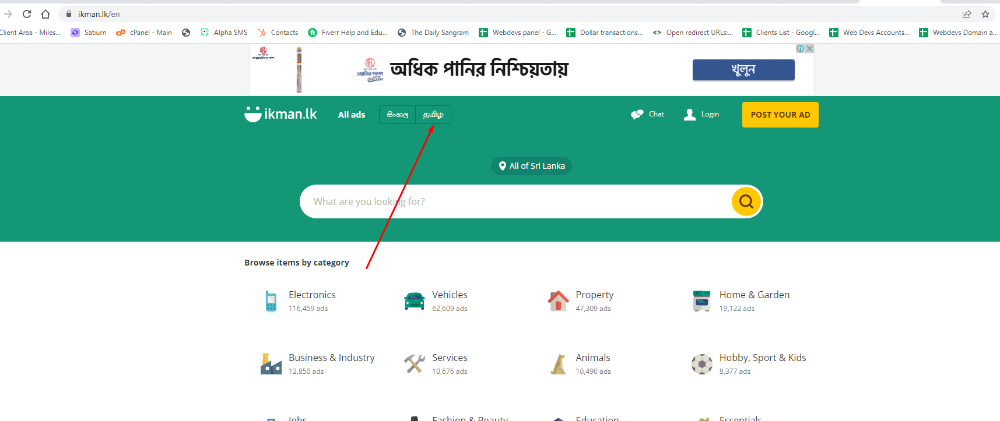 ikman.lk/en
Client Area - Miles...
Satiurn
cPanel - Main
Alpha SMS
Contacts
Fiverr Help and Edu...
The Daily Sangram
Webdevs panel - G...
Dollar transactions...
Open redirect URLs:...
Clients List - Googl...
Web Devs Accounts...
Webdevs Domain a...
অধিক পানির নিশ্চিয়তায়
খুলুন
ikman.lk
All ads
සිංහල
தமிழ்
Chat
Login
POST YOUR AD
All of Sri Lanka
What are you looking for?
Browse items by category
Electronics
116,459 ads
Vehicles
62,609 ads
Property
47,309 ads
Home & Garden
19,122 ads
Business & Industry
12,850 ads
Services
10,676 ads
Animals
10,490 ads
Hobby, Sport & Kids
8,377 ads
Jobs
Fashion & Beauty
Education
Essentials